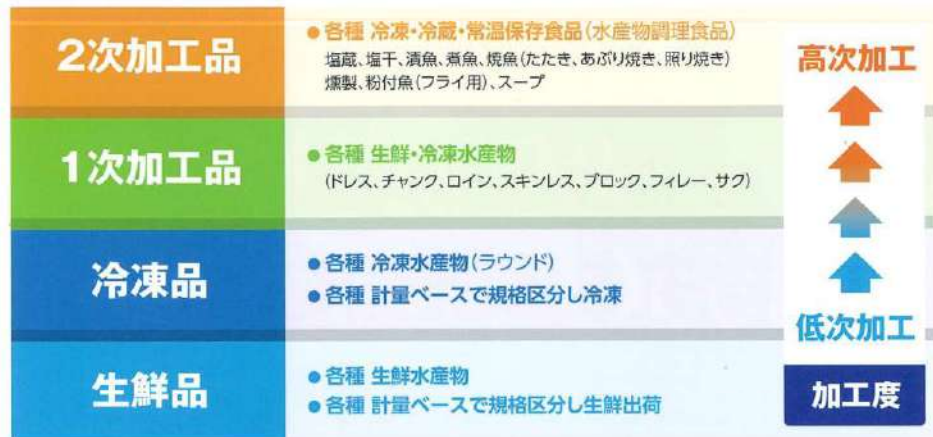 2次加工品
●各種 冷凍・冷蔵・常温保存食品(水産物調理食品)
塩蔵、塩干、漬魚、煮魚、焼魚(たたき、あぶり焼き、照り焼き)
燻製、粉付魚(フライ用)、スープ
1次加工品
●各種 生鮮・冷凍水産物
(ドレス、チャンク、ロイン、スキンレス、ブロック、フィレー、サク)
冷凍品
●各種 冷凍水産物(ラウンド)
●各種 計量ベースで規格区分し冷凍
生鮮品
●各種 生鮮水産物
●各種 計量ベースで規格区分し生鮮出荷
高次加工
低次加工
加工度